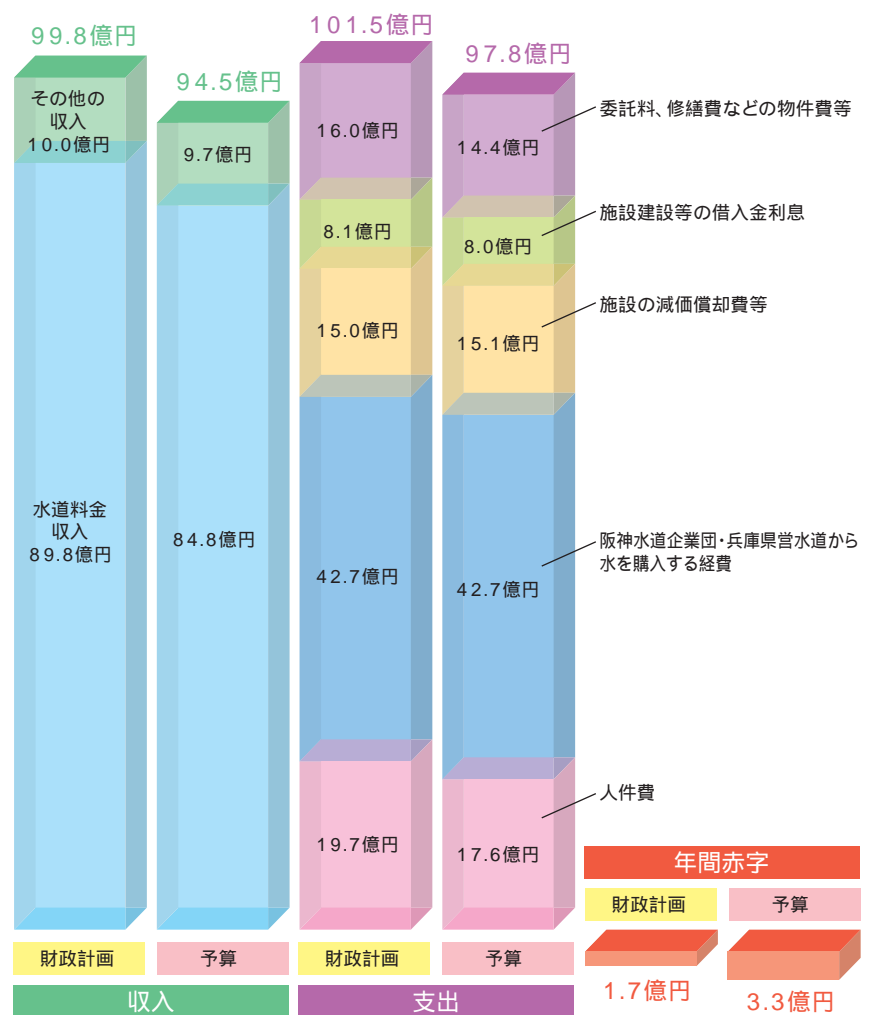 99.8億円
その他の
収入
10.0億円
水道料金
収入
89.8億円
財政計画
94.5億円
9.7億円
84.8億円
予算
収入
101.5億円
16.0億円
8.1億円
15.0億円
42.7億円
19.7億円
財政計画
97.8億円
14.4億円
8.0億円
15.1億円
42.7億円
17.6億円
予算
支出
委託料、修繕費などの物件費等
施設建設等の借入金利息
施設の減価償却費等
阪神水道企業団・兵庫県営水道から
水を購入する経費
人件費
年間赤字
財政計画
予算
1.7億円
3.3億円